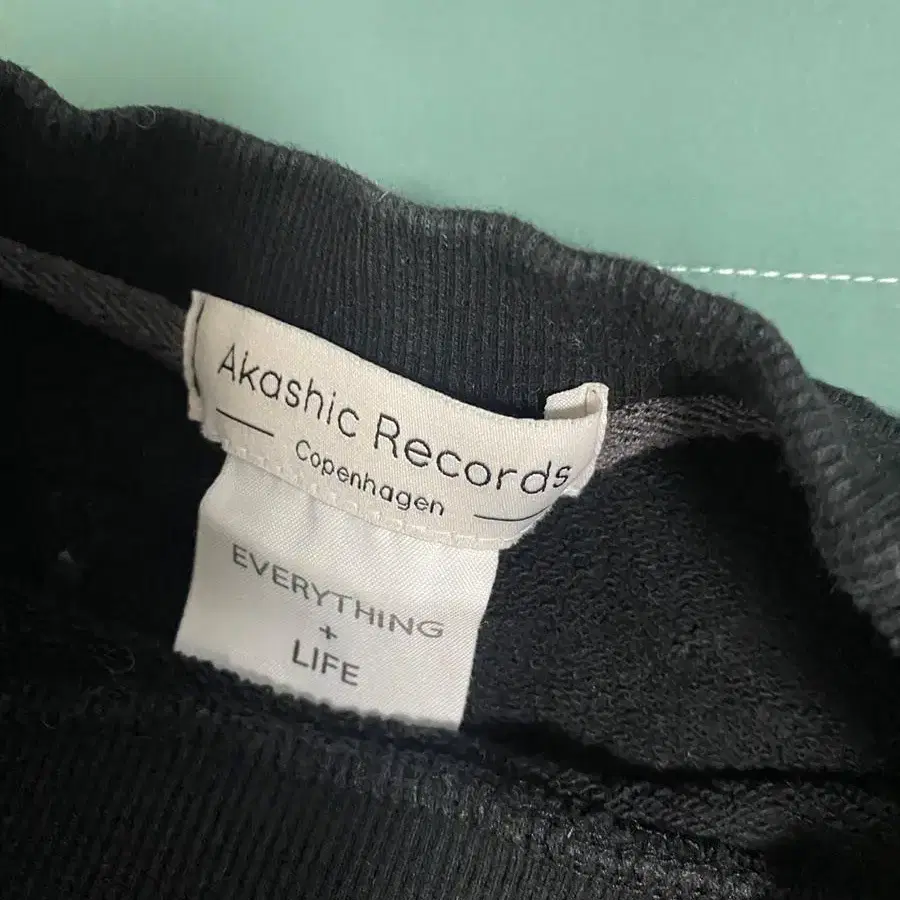 Akashic Records
Copenhagen
EVERYTHING
+
LIFE